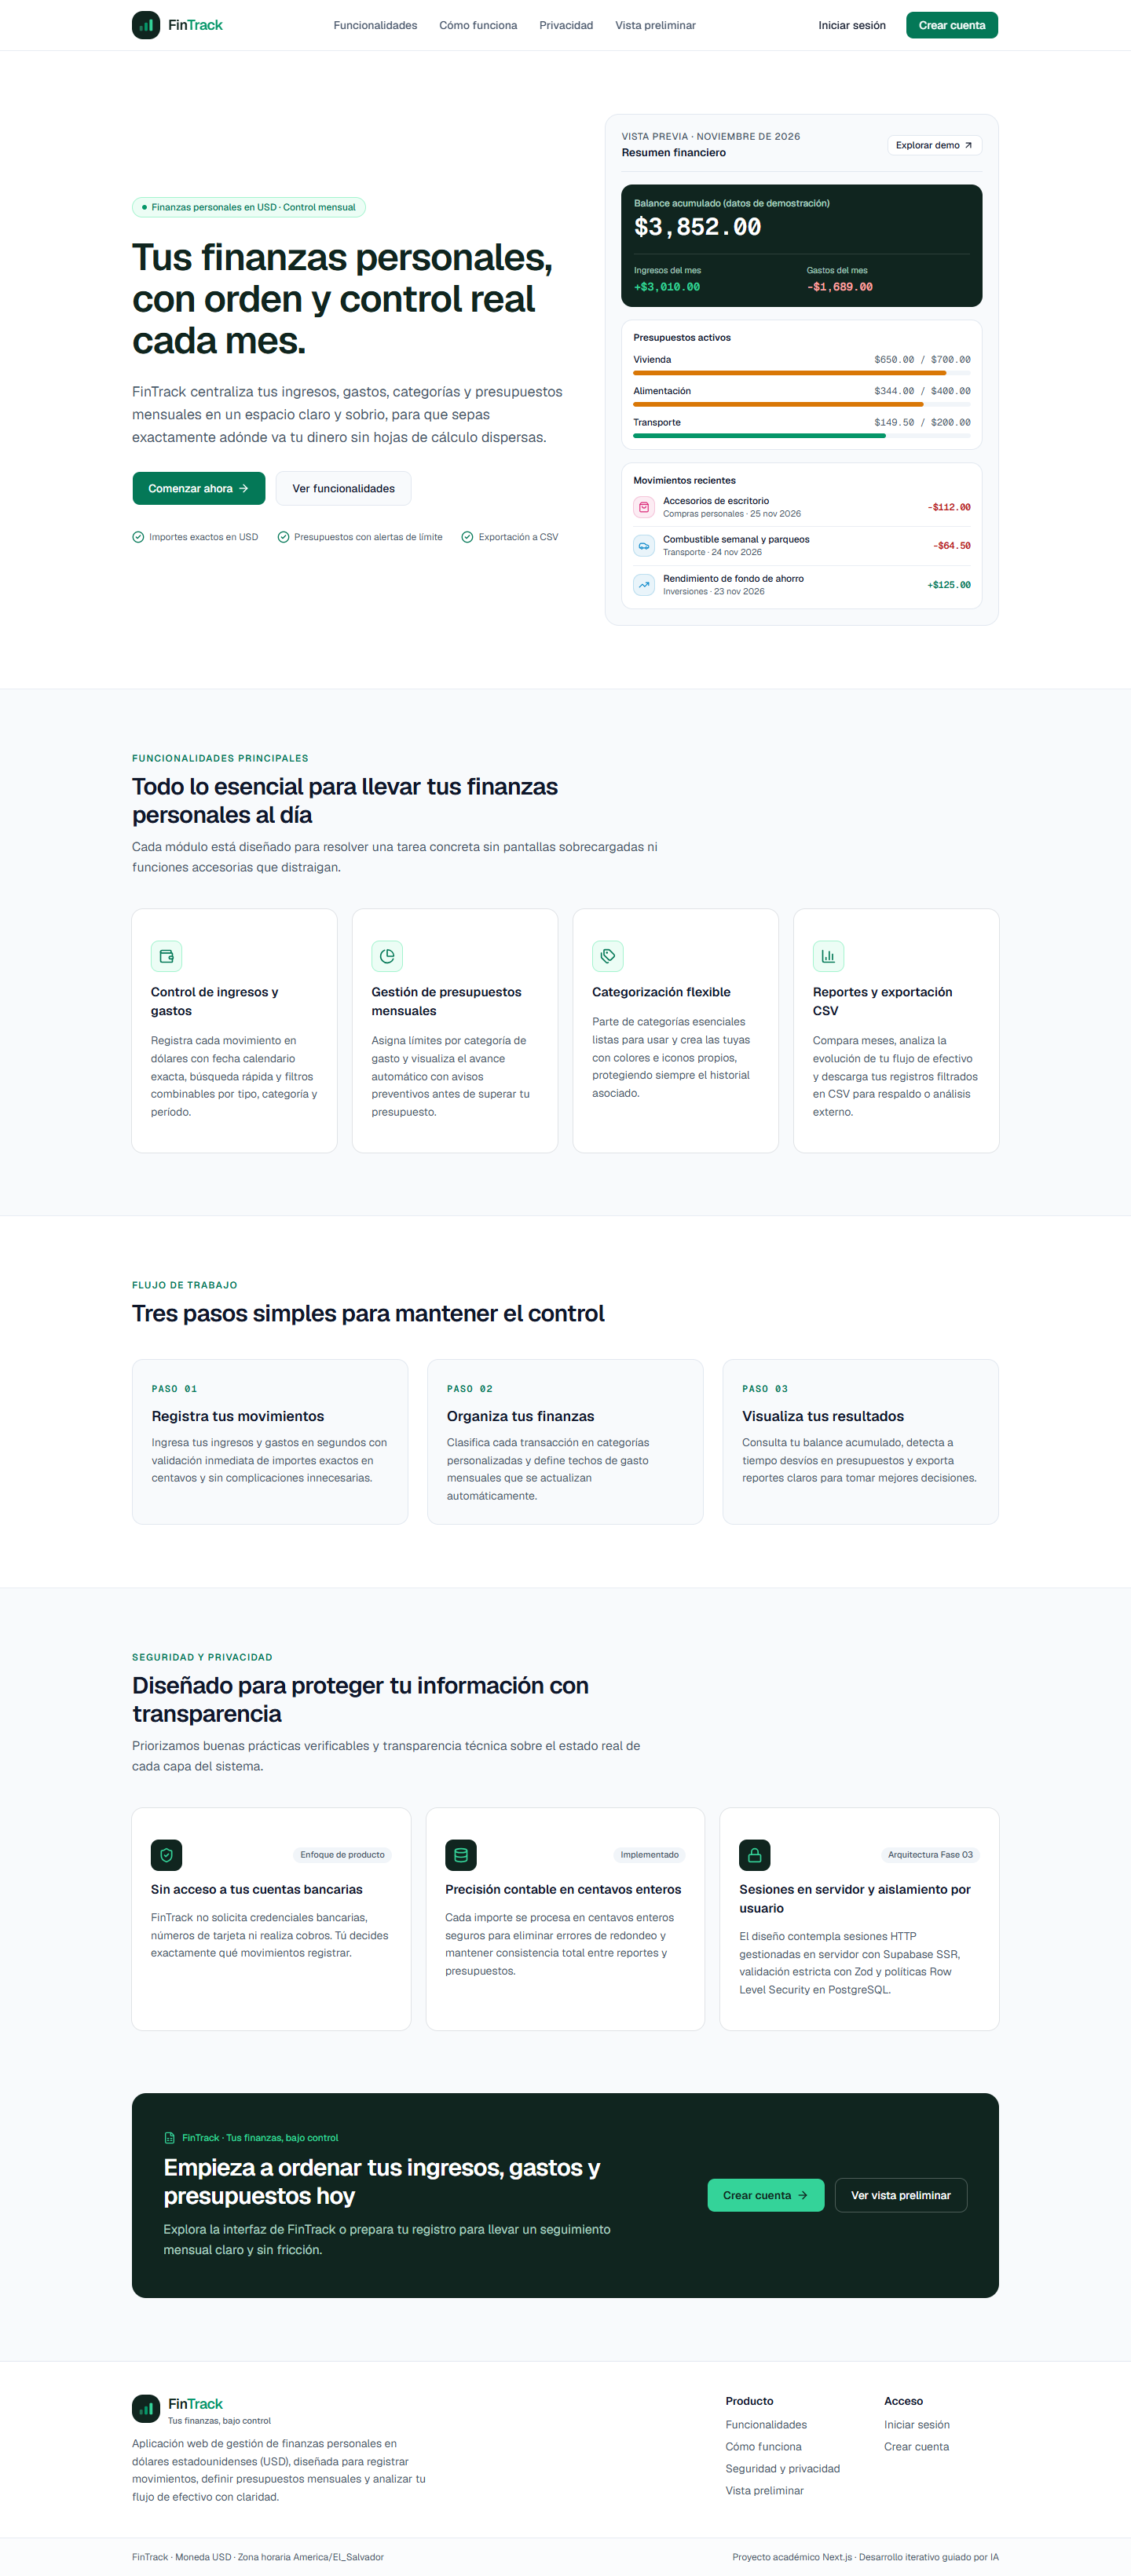 FinTrack
Funcionalidades
Cómo funciona
Privacidad
Vista preliminar
Iniciar sesión
Crear cuenta
Finanzas personales en USD · Control mensual
Tus finanzas personales,
con orden y control real
cada mes.
FinTrack centraliza tus ingresos, gastos, categorías y presupuestos
mensuales en un espacio claro y sobrio, para que sepas
exactamente adónde va tu dinero sin hojas de cálculo dispersas.
Comenzar ahora
Ver funcionalidades
Importes exactos en USD
Presupuestos con alertas de límite
Exportación a CSV
VISTA PREVIA · NOVIEMBRE DE 2026
Resumen financiero
Explorar demo
Balance acumulado (datos de demostración)
$3,852.00
Ingresos del mes
+$3,010.00
Gastos del mes
-$1,689.00
Presupuestos activos
Vivienda $650.00 / $700.00
Alimentación $344.00 / $400.00
Transporte $149.50 / $200.00
Movimientos recientes
Accesorios de escritorio
Compras personales · 25 nov 2026
-$112.00
Combustible semanal y parqueos
Transporte · 24 nov 2026
-$64.50
Rendimiento de fondo de ahorro
Inversiones · 23 nov 2026
+$125.00
FUNCIONALIDADES PRINCIPALES
Todo lo esencial para llevar tus finanzas
personales al día
Cada módulo está diseñado para resolver una tarea concreta sin pantallas sobrecargadas ni
funciones accesorias que distraigan.
Control de ingresos y
gastos
Registra cada movimiento en
dólares con fecha calendario
exacta, búsqueda rápida y filtros
combinables por tipo, categoría y
período.
Gestión de presupuestos
mensuales
Asigna límites por categoría de
gasto y visualiza el avance
automático con avisos
preventivos antes de superar tu
presupuesto.
Categorización flexible
Parte de categorías esenciales
listas para usar y crea las tuyas
con colores e iconos propios,
protegiendo siempre el historial
asociado.
Reportes y exportación
CSV
Compara meses, analiza la
evolución de tu flujo de efectivo
y descarga tus registros filtrados
en CSV para respaldo o análisis
externo.
FLUJO DE TRABAJO
Tres pasos simples para mantener el control
PASO 01
Registra tus movimientos
Ingresa tus ingresos y gastos en segundos con
validación inmediata de importes exactos en
centavos y sin complicaciones innecesarias.
PASO 02
Organiza tus finanzas
Clasifica cada transacción en categorías
personalizadas y define techos de gasto
mensuales que se actualizan
automáticamente.
PASO 03
Visualiza tus resultados
Consulta tu balance acumulado, detecta a
tiempo desvíos en presupuestos y exporta
reportes claros para tomar mejores decisiones.
SEGURIDAD Y PRIVACIDAD
Diseñado para proteger tu información con
transparencia
Priorizamos buenas prácticas verificables y transparencia técnica sobre el estado real de
cada capa del sistema.
Enfoque de producto
Sin acceso a tus cuentas bancarias
FinTrack no solicita credenciales bancarias,
números de tarjeta ni realiza cobros. Tú decides
exactamente qué movimientos registrar.
Implementado
Precisión contable en centavos enteros
Cada importe se procesa en centavos enteros
seguros para eliminar errores de redondeo y
mantener consistencia total entre reportes y
presupuestos.
Arquitectura Fase 03
Sesiones en servidor y aislamiento por
usuario
El diseño contempla sesiones HTTP
gestionadas en servidor con Supabase SSR,
validación estricta con Zod y políticas Row
Level Security en PostgreSQL.
FinTrack · Tus finanzas, bajo control
Empieza a ordenar tus ingresos, gastos y
presupuestos hoy
Explora la interfaz de FinTrack o prepara tu registro para llevar un seguimiento
mensual claro y sin fricción.
Crear cuenta
Ver vista preliminar
FinTrack
Tus finanzas, bajo control
Aplicación web de gestión de finanzas personales en
dólares estadounidenses (USD), diseñada para registrar
movimientos, definir presupuestos mensuales y analizar tu
flujo de efectivo con claridad.
Producto
Funcionalidades
Cómo funciona
Seguridad y privacidad
Vista preliminar
Acceso
Iniciar sesión
Crear cuenta
FinTrack · Moneda USD · Zona horaria America/El_Salvador
Proyecto académico Next.js · Desarrollo iterativo guiado por IA